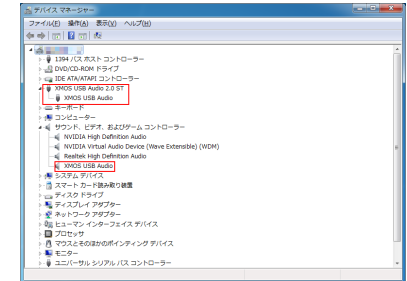 デバイス マネージャー
ファイル(F) 操作(A) 表示(V) ヘルプ(H)
1394 バス ホスト コントローラー
DVD/CD-ROM ドライブ
IDE ATA/ATAPI コントローラー
XMOS USB Audio 2.0 ST
XMOS USB Audio
キーボード
コンピューター
サウンド、ビデオ、およびゲーム コントローラー
NVIDIA High Definition Audio
NVIDIA Virtual Audio Device (Wave Extensible) (WDM)
Realtek High Definition Audio
XMOS USB Audio
システム デバイス
スマート カード読み取り装置
ディスク ドライブ
ディスプレイ アダプター
ネットワーク アダプター
ヒューマン インターフェイス デバイス
プロセッサ
マウスとそのほかのポインティング デバイス
モニター
ユニバーサル シリアル バス コントローラー